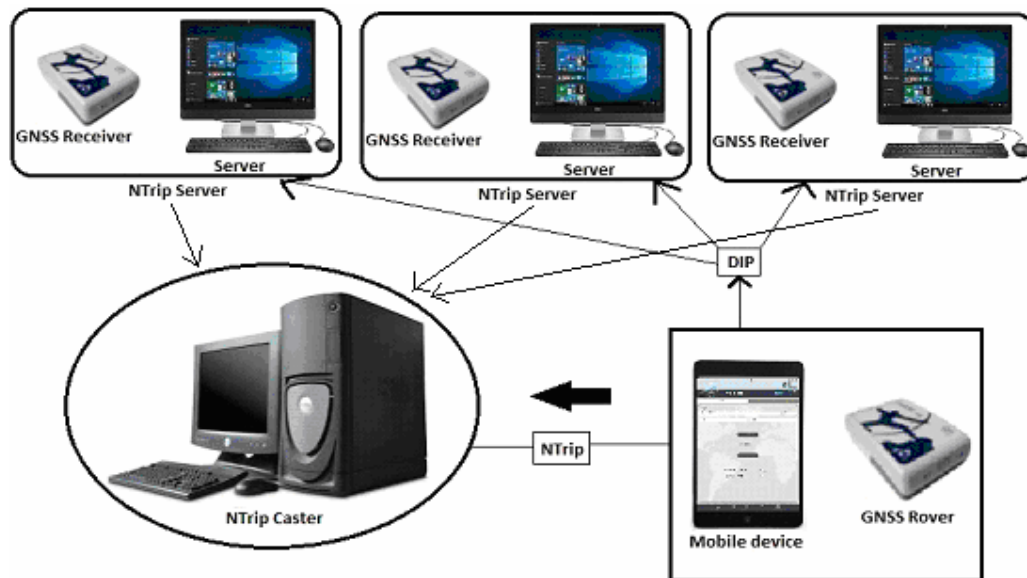 GNSS Receiver
Server
NTrip Server
GNSS Receiver
Server
NTrip Server
GNSS Receiver
Server
NTrip Server
DIP
NTrip
NTrip Caster
Mobile device
GNSS Rover